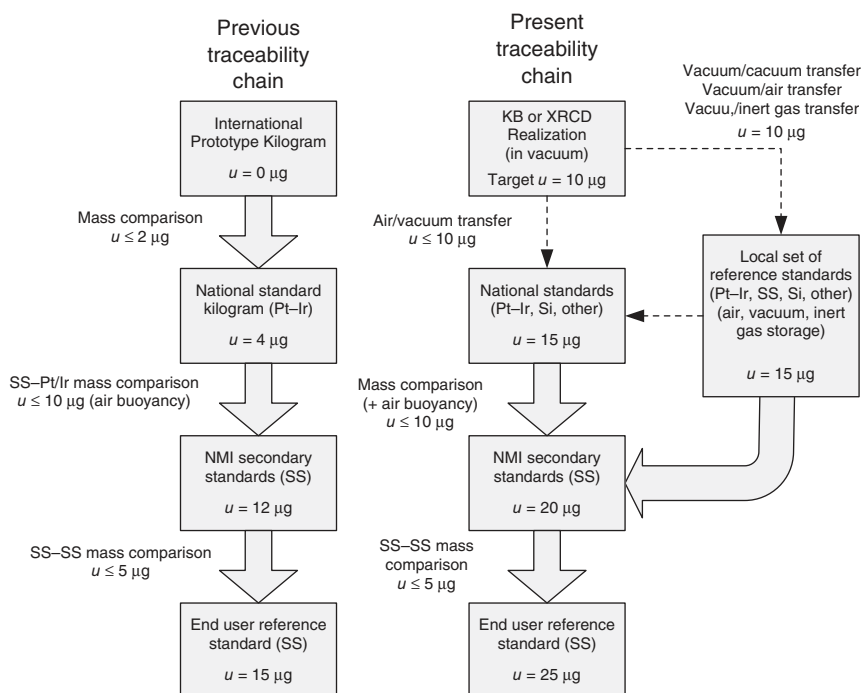 Previous
traceability
chain
International
Prototype Kilogram
u = 0 µg
Mass comparison
u ≤ 2 µg
National standard
kilogram (Pt–Ir)
u = 4 µg
SS–Pt/Ir mass comparison
u ≤ 10 µg (air buoyancy)
NMI secondary
standards (SS)
u = 12 µg
SS–SS mass comparison
u ≤ 5 µg
End user reference
standard (SS)
u = 15 µg
Present
traceability
chain
KB or XRCD
Realization
(in vacuum)
Target u = 10 µg
Vacuum/cacuum transfer
Vacuum/air transfer
Vacuu,/inert gas transfer
u = 10 µg
Air/vacuum transfer
u ≤ 10 µg
National standards
(Pt–Ir, Si, other)
u = 15 µg
Local set of
reference standards
(Pt–Ir, SS, Si, other)
(air, vacuum, inert
gas storage)
u = 15 µg
Mass comparison
(+ air buoyancy)
u ≤ 10 µg
NMI secondary
standards (SS)
u = 20 µg
SS–SS mass
comparison
u ≤ 5 µg
End user reference
standard (SS)
u = 25 µg